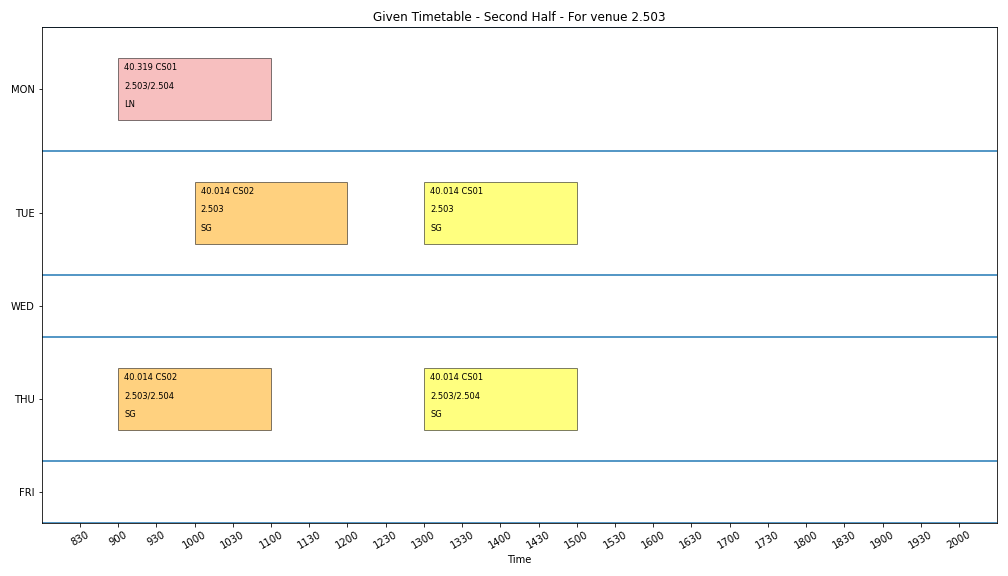 Given Timetable - Second Half - For venue 2.503
MON
40.319 CS01
2.503/2.504
LN
TUE
40.014 CS02
2.503
SG
40.014 CS01
2.503
SG
WED
THU
40.014 CS02
2.503/2.504
SG
40.014 CS01
2.503/2.504
SG
FRI
830 900 930 1000 1030 1100 1130 1200 1230 1300 1330 1400 1430 1500 1530 1600 1630 1700 1730 1800 1830 1900 1930 2000
Time